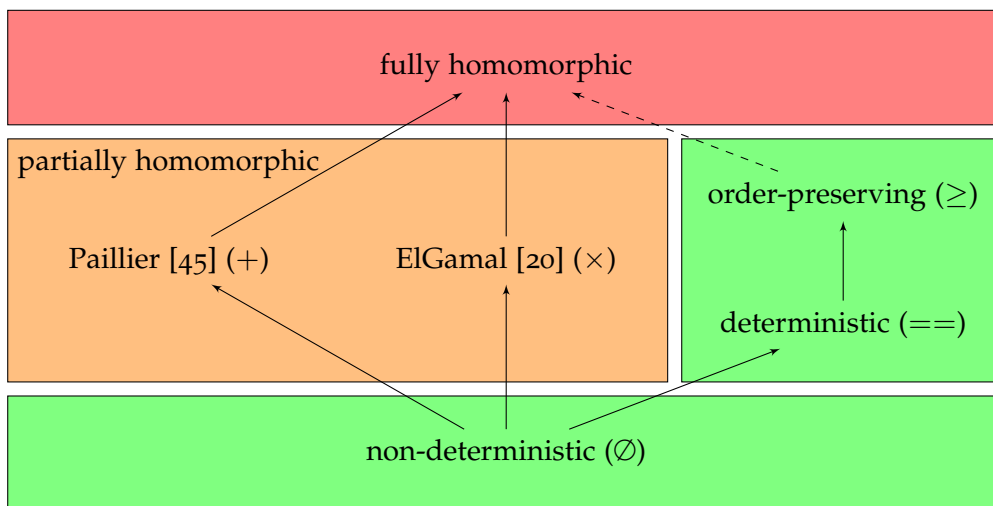 fully homomorphic
partially homomorphic
order-preserving (≥)
Paillier [45] (+)
ElGamal [20] (×)
deterministic (==)
non-deterministic (∅)